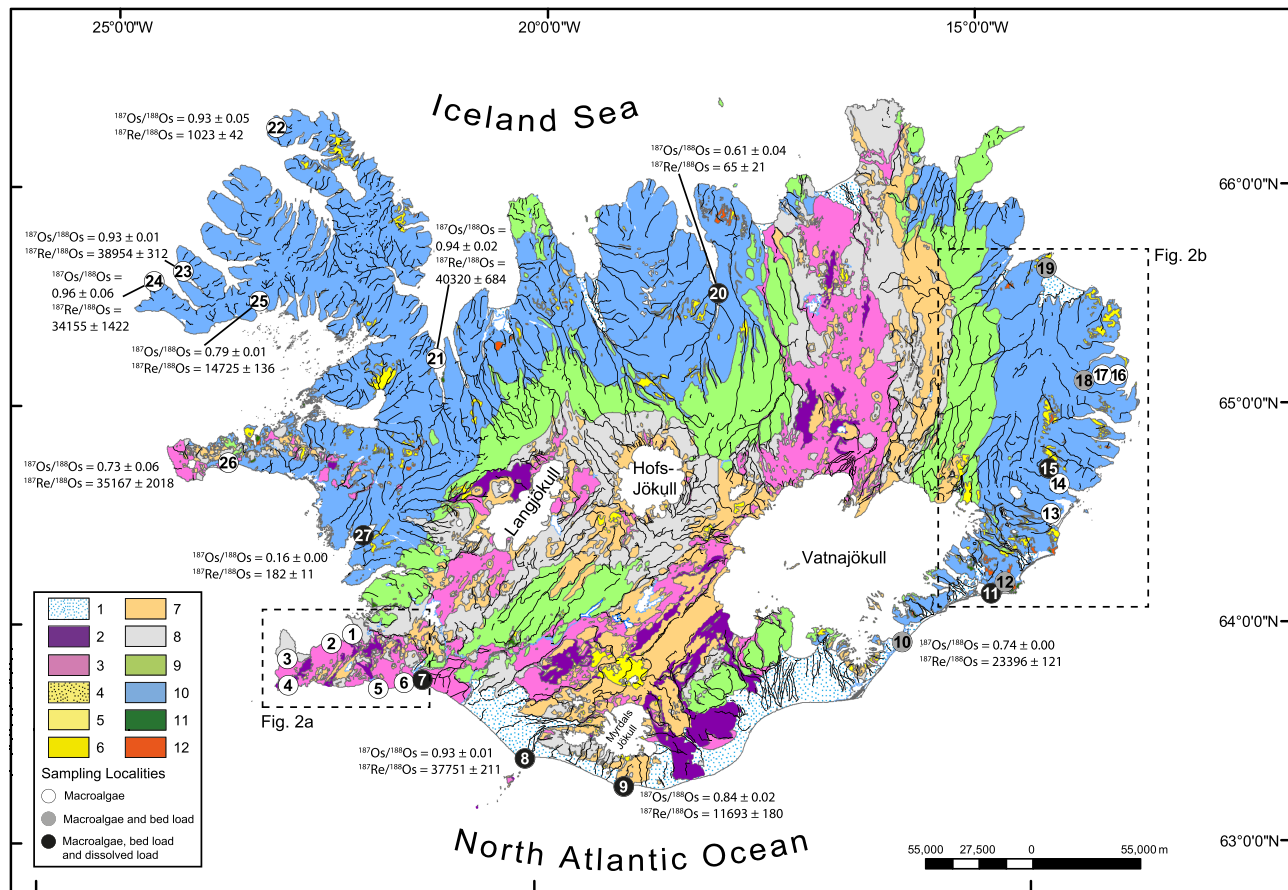 25°0'0"W
20°0'0"W
15°0'0"W
Iceland Sea
¹⁸⁷Os/¹⁸⁸Os = 0.93 ± 0.05
¹⁸⁷Re/¹⁸⁸Os = 1023 ± 42
22
¹⁸⁷Os/¹⁸⁸Os = 0.61 ± 0.04
¹⁸⁷Re/¹⁸⁸Os = 65 ± 21
66°0'0"N
¹⁸⁷Os/¹⁸⁸Os = 0.93 ± 0.01
¹⁸⁷Re/¹⁸⁸Os = 38954 ± 312
23
¹⁸⁷Os/¹⁸⁸Os =
0.96 ± 0.06
¹⁸⁷Re/¹⁸⁸Os =
34155 ± 1422
24
25
¹⁸⁷Os/¹⁸⁸Os =
0.94 ± 0.02
¹⁸⁷Re/¹⁸⁸Os =
40320 ± 684
20
Fig. 2b
19
¹⁸⁷Os/¹⁸⁸Os = 0.79 ± 0.01
¹⁸⁷Re/¹⁸⁸Os = 14725 ± 136
21
18
17
16
65°0'0"N
26
¹⁸⁷Os/¹⁸⁸Os = 0.73 ± 0.06
¹⁸⁷Re/¹⁸⁸Os = 35167 ± 2018
Hofs-
Jökull
Langjökull
15
14
13
27
¹⁸⁷Os/¹⁸⁸Os = 0.16 ± 0.00
¹⁸⁷Re/¹⁸⁸Os = 182 ± 11
Vatnajökull
12
11
64°0'0"N
1
2
3
4
5
6
7
Fig. 2a
10
¹⁸⁷Os/¹⁸⁸Os = 0.74 ± 0.00
¹⁸⁷Re/¹⁸⁸Os = 23396 ± 121
Myrdals
Jökull
8
¹⁸⁷Os/¹⁸⁸Os = 0.93 ± 0.01
¹⁸⁷Re/¹⁸⁸Os = 37751 ± 211
9
¹⁸⁷Os/¹⁸⁸Os = 0.84 ± 0.02
¹⁸⁷Re/¹⁸⁸Os = 11693 ± 180
North Atlantic Ocean
63°0'0"N
55,000 27,500 0 55,000 m
1 7
2 8
3 9
4 10
5 11
6 12
Sampling Localities
Macroalgae
Macroalgae and bed load
Macroalgae, bed load
and dissolved load